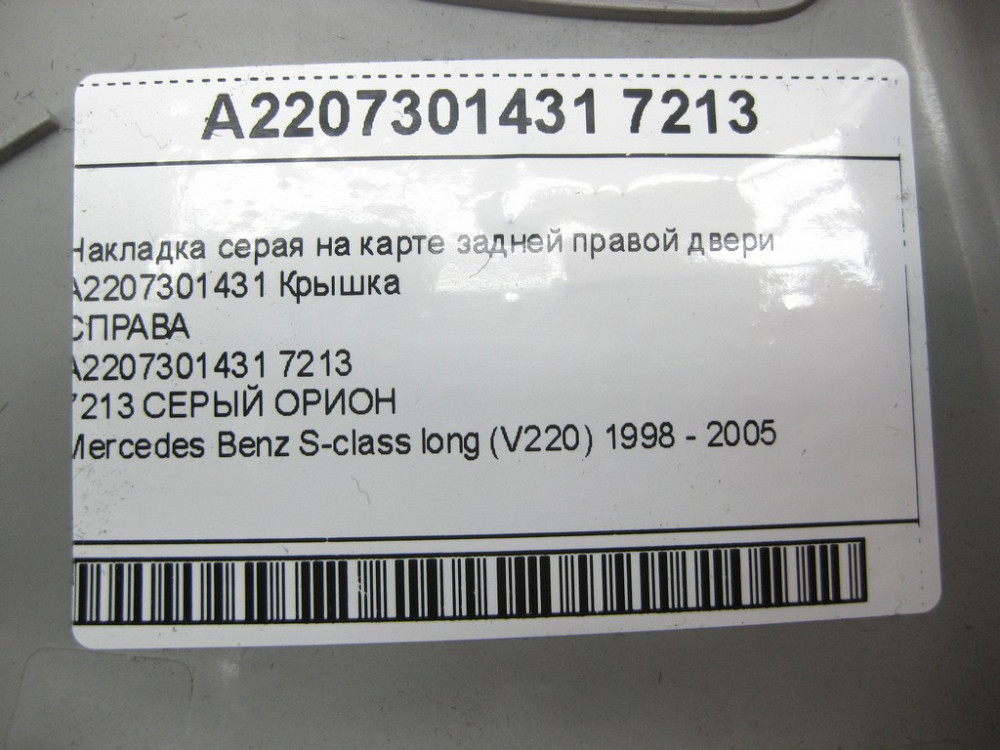 A2207301431 7213
Накладка серая на карте задней правой двери
A2207301431 Крышка
СПРАВА
A2207301431 7213
7213 СЕРЫЙ ОРИОН
Mercedes Benz S-class long (V220) 1998 - 2005